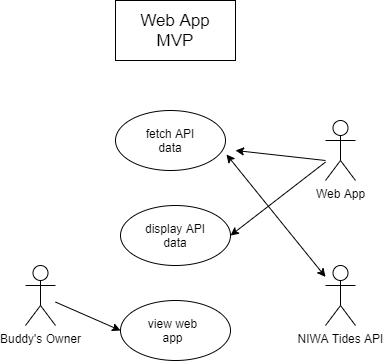 Web App
MVP
fetch API
data
Web App
display API
data
Buddy's Owner
view web
app
NIWA Tides API